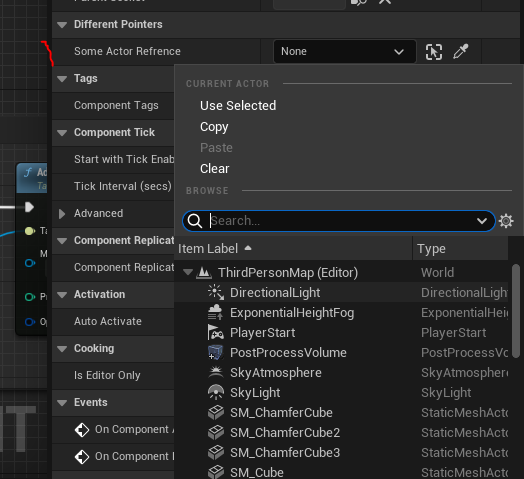 Different Pointers
Some Actor Refrence
None
Tags
Component Tags
Component Tick
Start with Tick Enab
Tick Interval (secs)
Advanced
Component Replicat
Component Replicat
Activation
Auto Activate
Cooking
Is Editor Only
Events
On Component
On Component
CURRENT ACTOR
Use Selected
Copy
Paste
Clear
BROWSE
Search...
Item Label Type
ThirdPersonMap (Editor) World
DirectionalLight DirectionalLigh
ExponentialHeightFog ExponentialHei
PlayerStart PlayerStart
PostProcessVolume PostProcessVo
SkyAtmosphere SkyAtmosphere
SkyLight SkyLight
SM_ChamferCube StaticMeshActo
SM_ChamferCube2 StaticMeshActo
SM_ChamferCube3 StaticMeshActo
SM_Cube StaticMeshActo